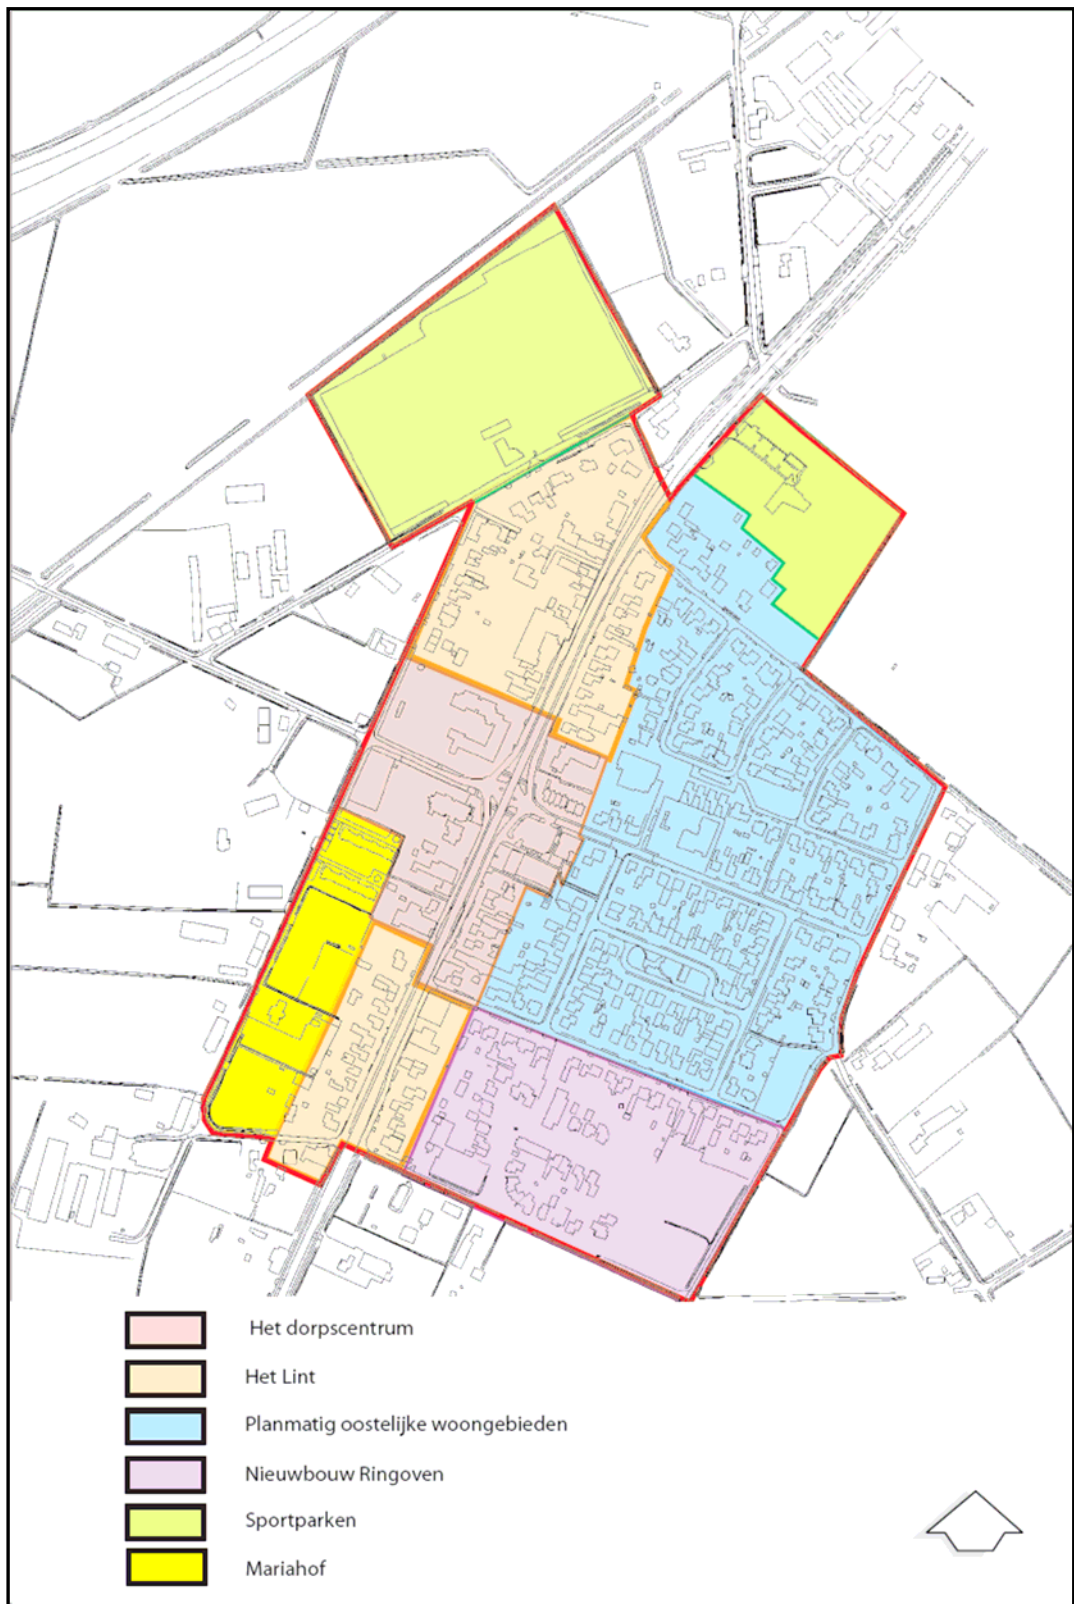 Het dorpscentrum
Het Lint
Planmatig oostelijke woongebieden
Nieuwbouw Ringoven
Sportparken
Mariahof